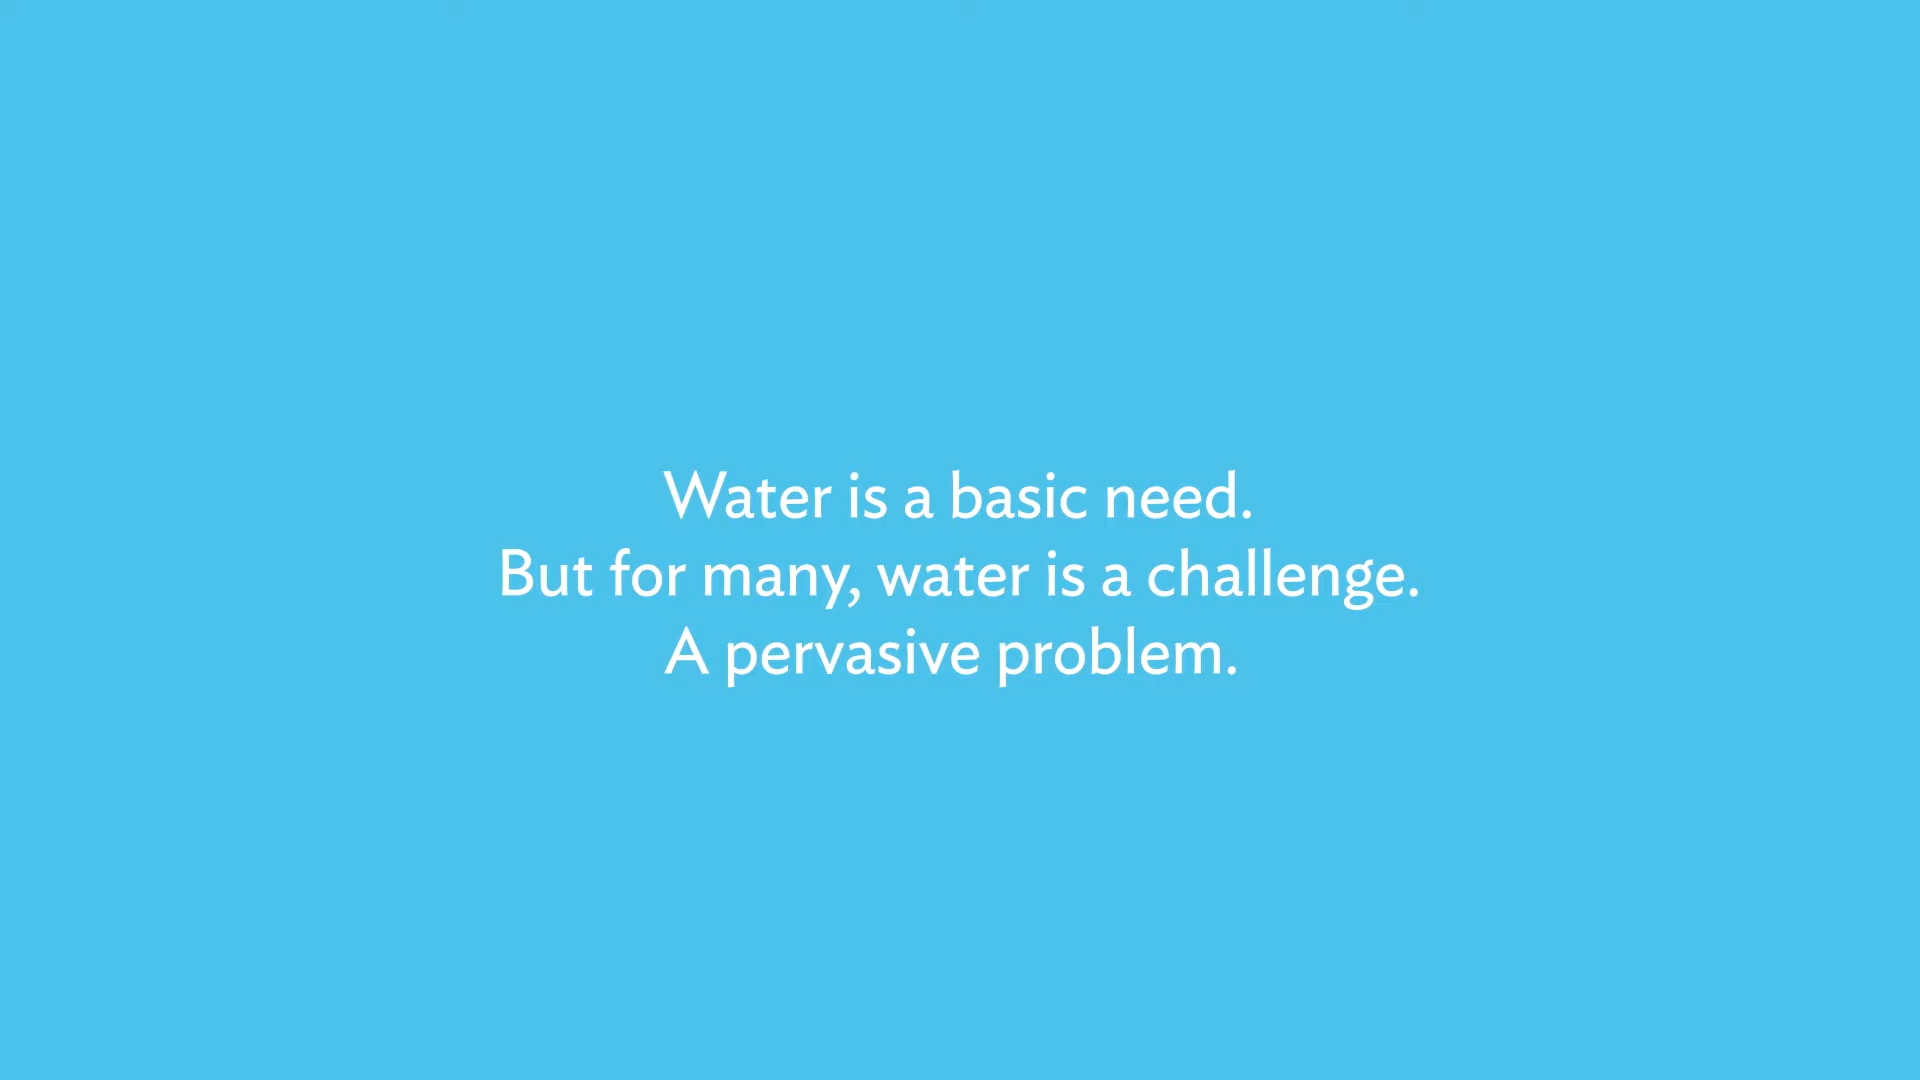 Water is a basic need.
But for many, water is a challenge.
A pervasive problem.